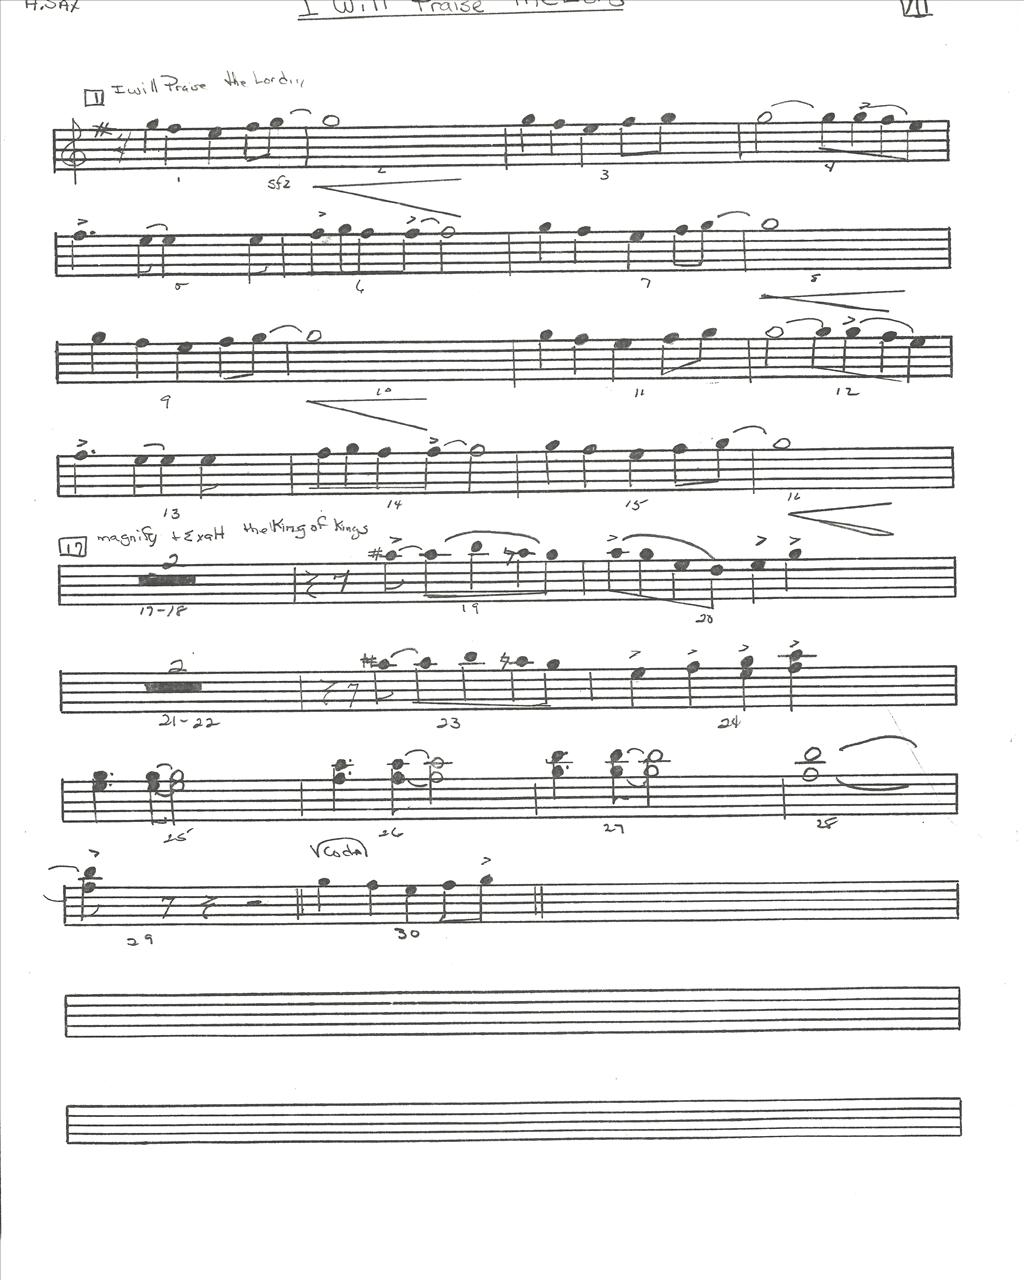 A. SAX
I Will Praise The Lord
VII
1 I will Praise the Lord...
1 sfz 2 3 4
5 6 7 8
9 10 11 12
13 14 15 16
17 magnify + Exalt the King of Kings
2
17-18 19 20
2
21-22 23 24
25 26 27 28
Coda
29 30